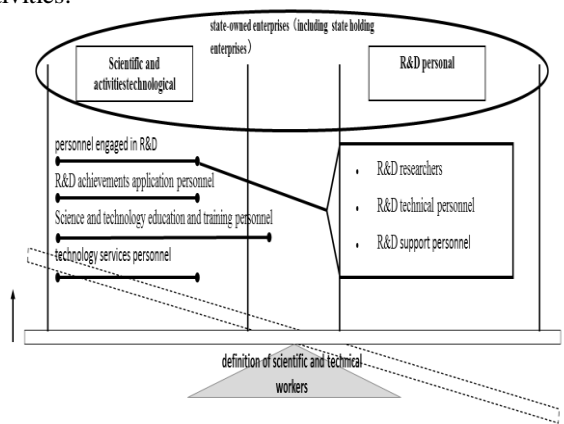 ivities.
state-owned enterprises（including state holding
enterprises）
Scientific and
activitiestechnological
R&D personal
personnel engaged in R&D
R&D achievements application personnel
Science and technology education and training personnel
technology services personnel
• R&D researchers
• R&D technical personnel
• R&D support personnel
definition of scientific and technical
workers